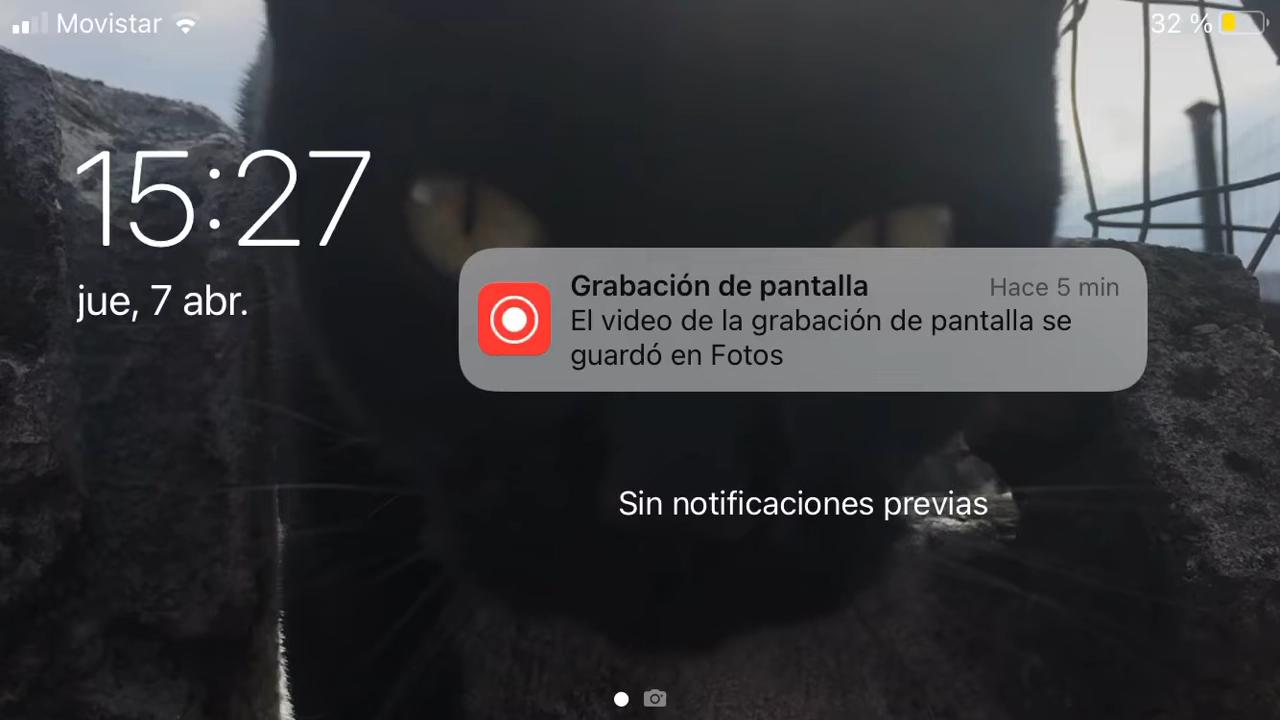 Movistar
32 %
15:27
jue, 7 abr.
Grabación de pantalla
Hace 5 min
El video de la grabación de pantalla se
guardó en Fotos
Sin notificaciones previas